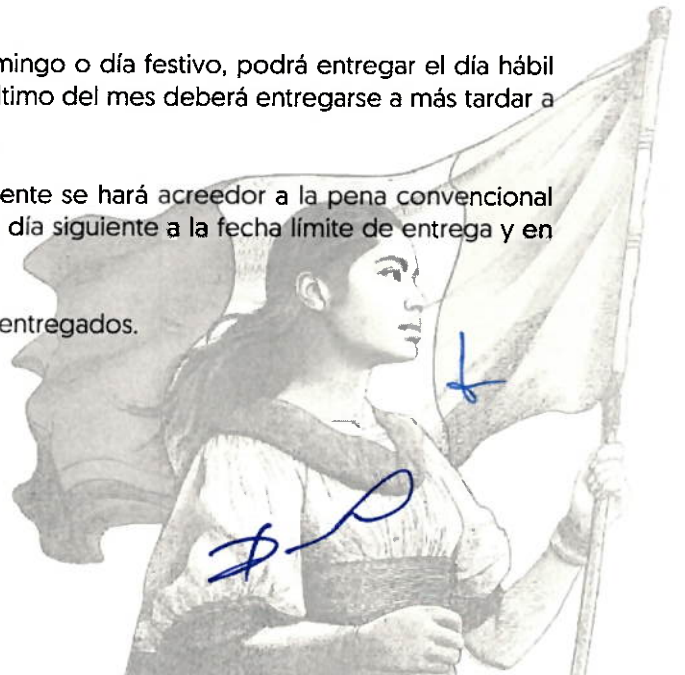 mingo o día festivo, podrá entregar el día hábil
ltimo del mes deberá entregarse a más tardar a
ente se hará acreedor a la pena convencional
día siguiente a la fecha límite de entrega y en
entregados.